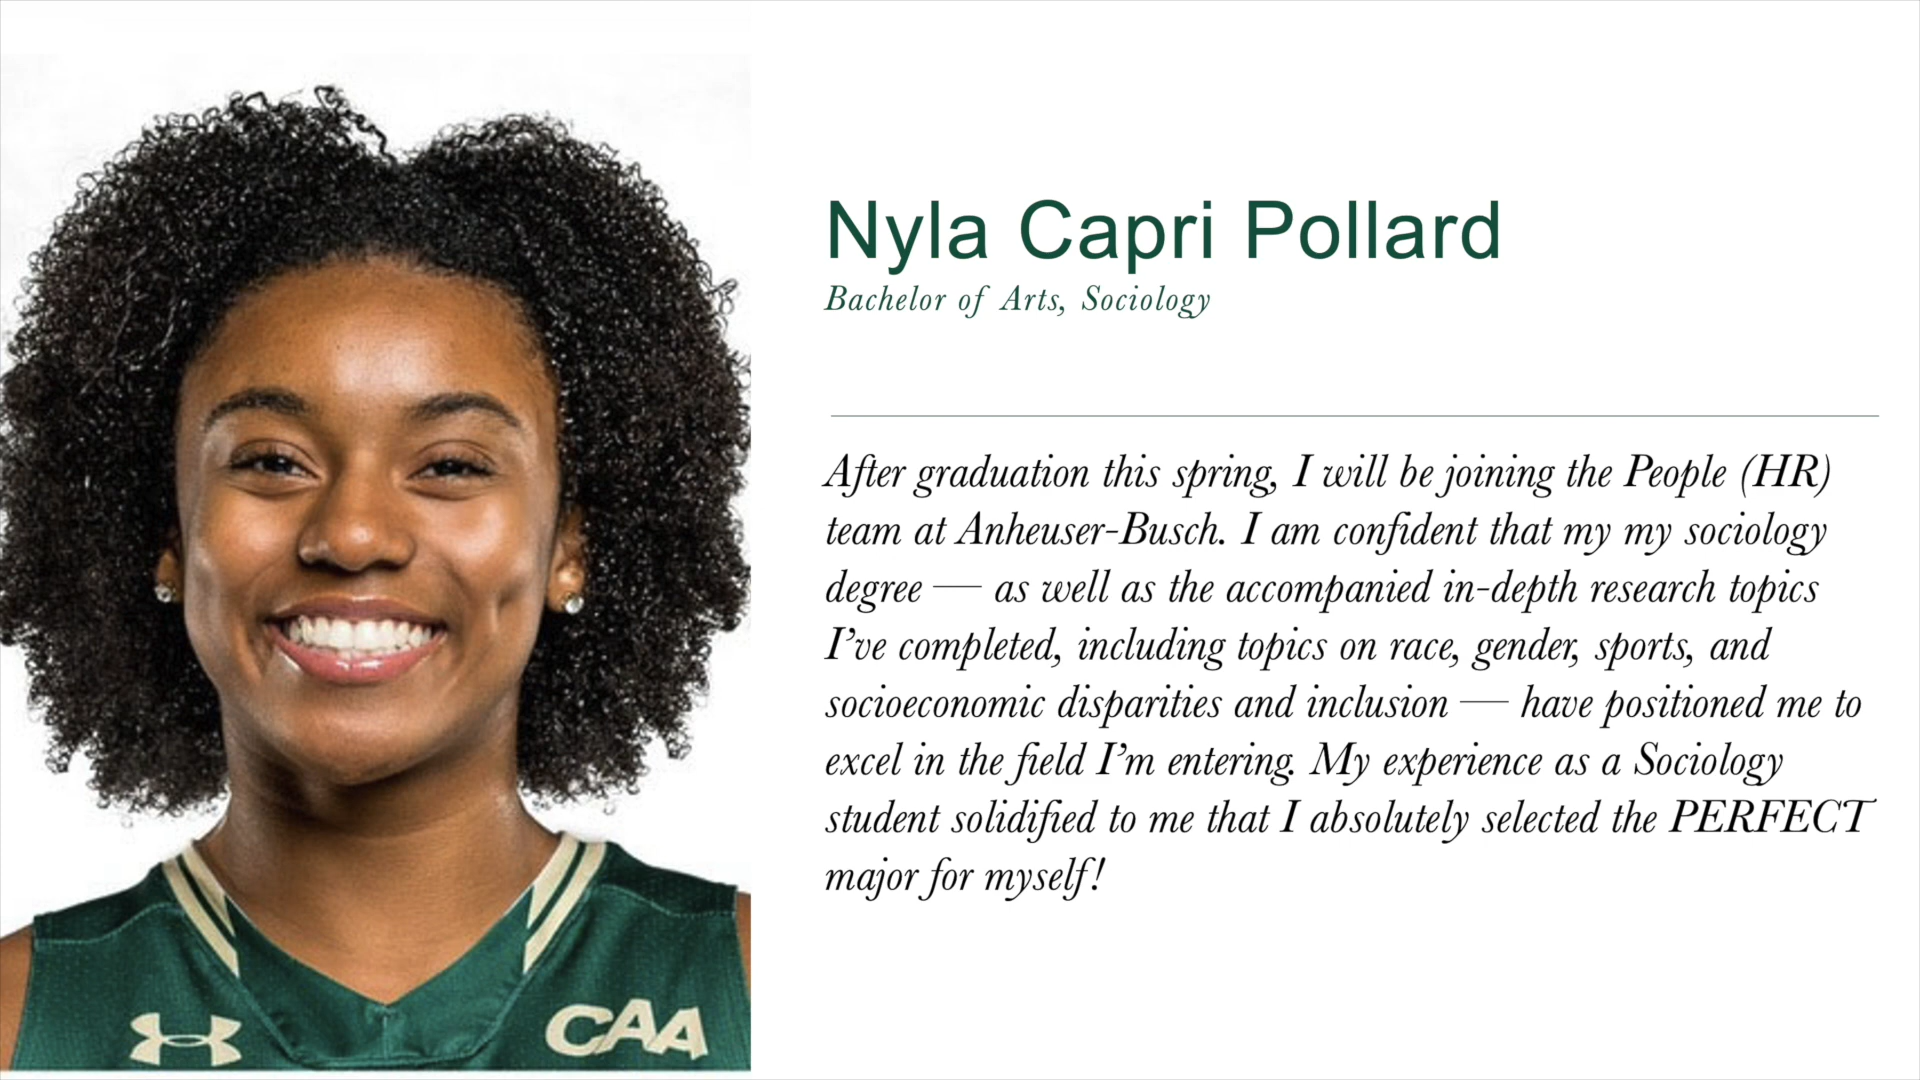 Nyla Capri Pollard
Bachelor of Arts, Sociology
After graduation this spring, I will be joining the People (HR)
team at Anheuser-Busch. I am confident that my my sociology
degree — as well as the accompanied in-depth research topics
I’ve completed, including topics on race, gender, sports, and
socioeconomic disparities and inclusion — have positioned me to
excel in the field I’m entering. My experience as a Sociology
student solidified to me that I absolutely selected the PERFECT
major for myself!
CAA